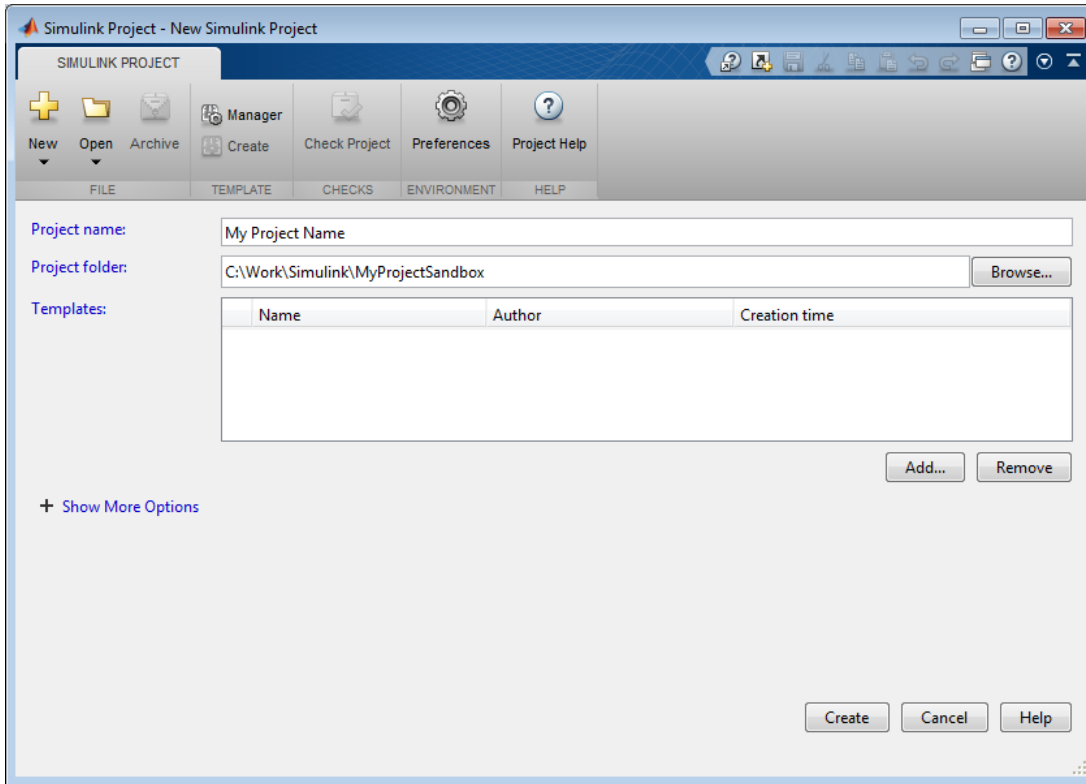 Simulink Project - New Simulink Project
SIMULINK PROJECT
New Open Archive Manager Create Check Project Preferences Project Help
FILE TEMPLATE CHECKS ENVIRONMENT HELP
Project name: My Project Name
Project folder: C:\Work\Simulink\MyProjectSandbox Browse...
Templates: Name Author Creation time
Add... Remove
+ Show More Options
Create Cancel Help